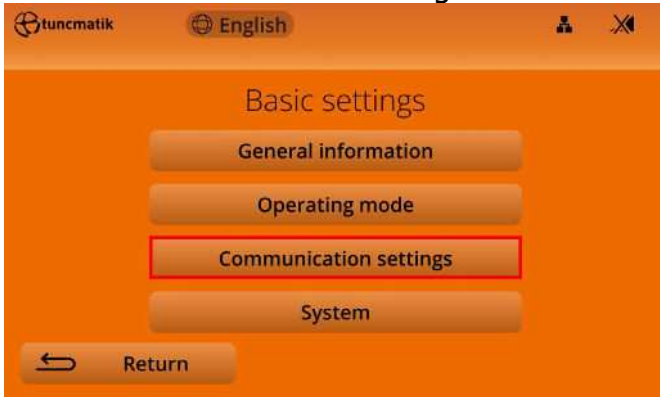 tuncmatik English
Basic settings
General information
Operating mode
Communication settings
System
Return